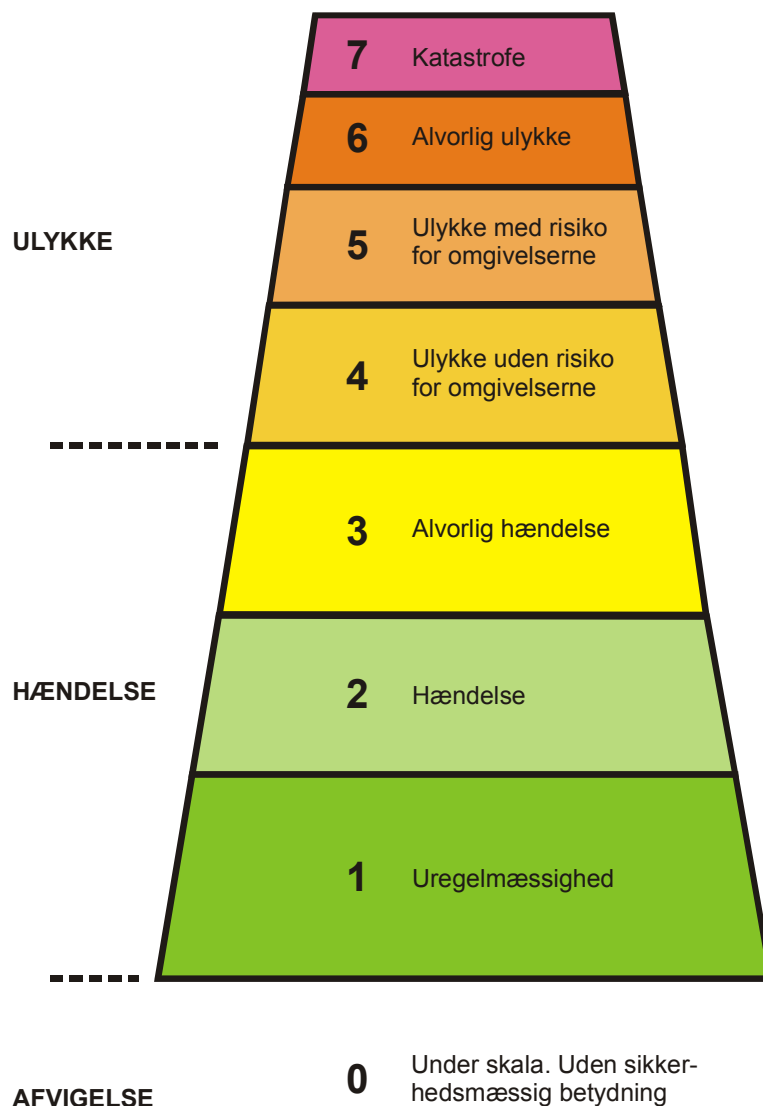 7 Katastrofe
6 Alvorlig ulykke
ULYKKE
5 Ulykke med risiko
for omgivelserne
4 Ulykke uden risiko
for omgivelserne
3 Alvorlig hændelse
HÆNDELSE
2 Hændelse
1 Uregelmæssighed
0 Under skala. Uden sikker-
hedsmæssig betydning
AFVIGELSE